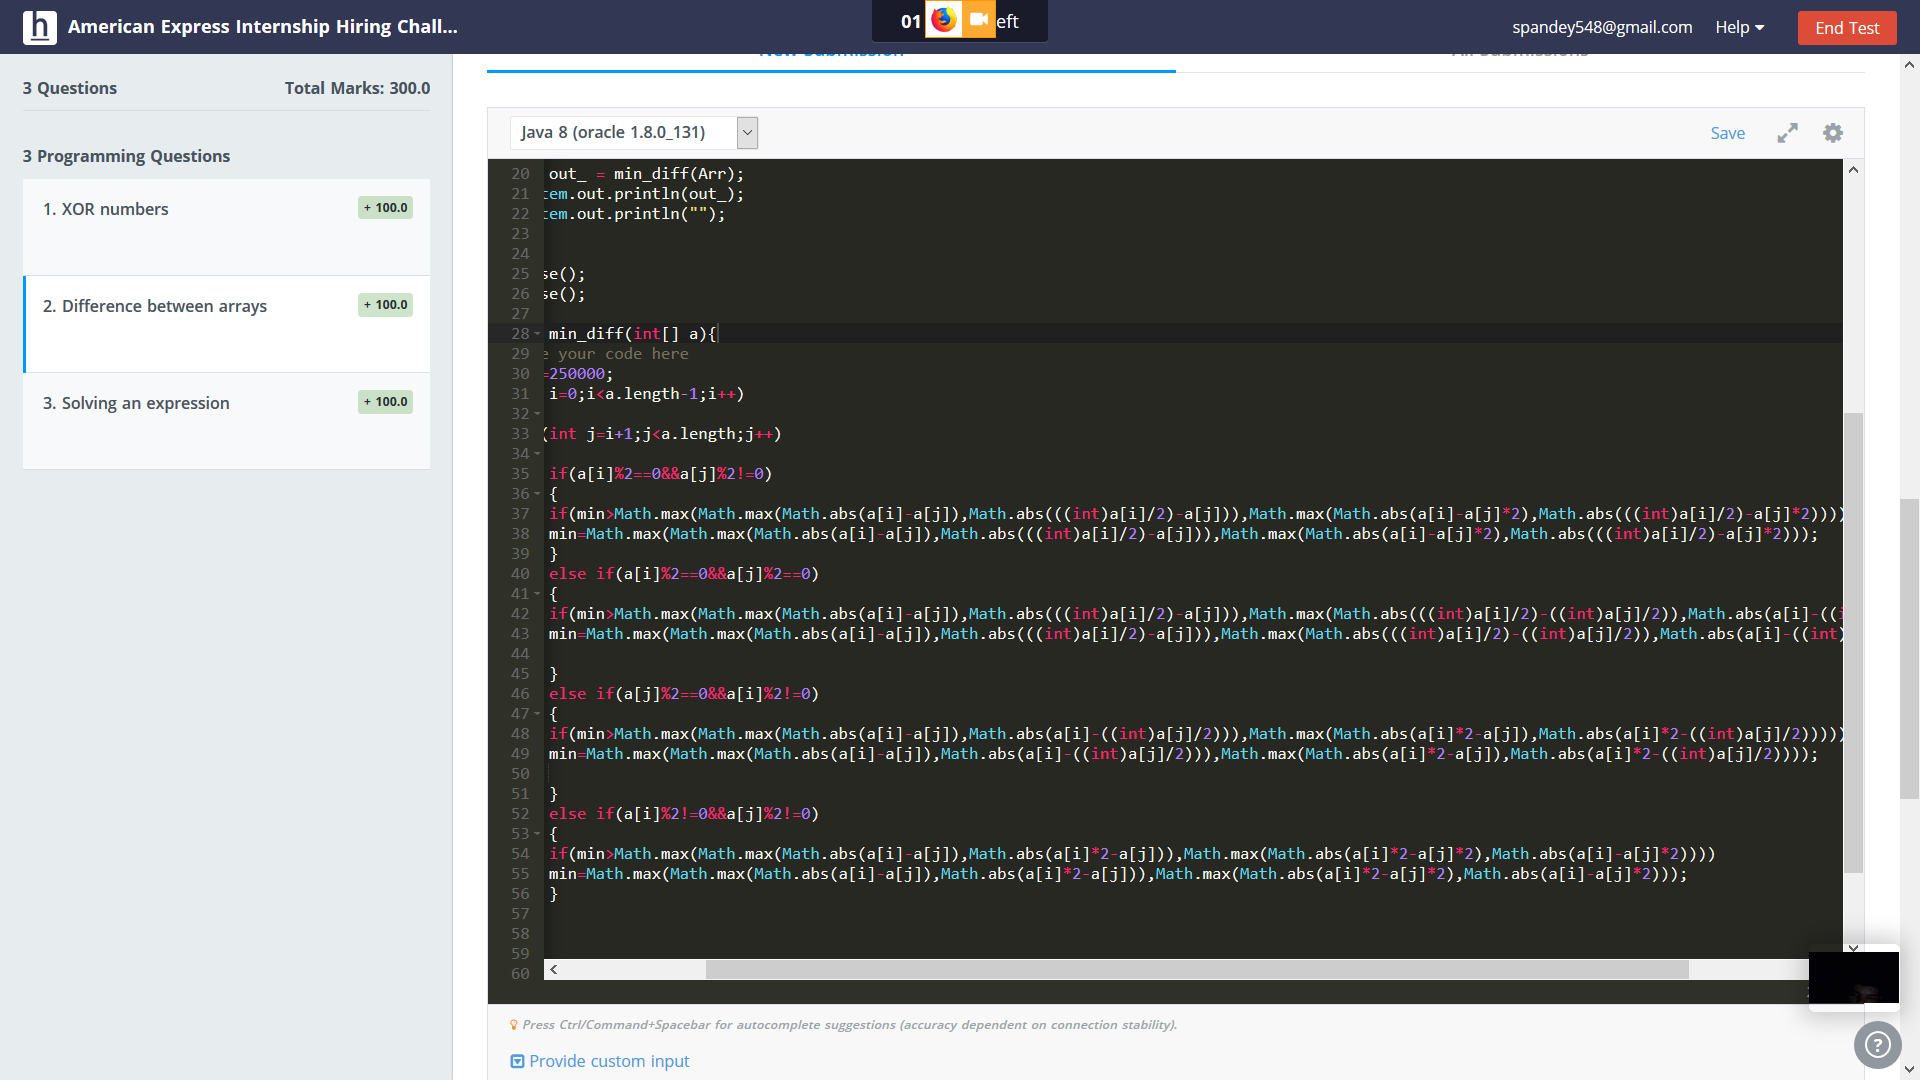 h American Express Internship Hiring Chall...
01 eft
spandey548@gmail.com Help End Test
3 Questions Total Marks: 300.0
3 Programming Questions
1. XOR numbers + 100.0
2. Difference between arrays + 100.0
3. Solving an expression + 100.0
Java 8 (oracle 1.8.0_131) Save
20 out_ = min_diff(Arr);
21 tem.out.println(out_);
22 tem.out.println("");
23
24
25 se();
26 se();
27
28 min_diff(int[] a){
29 e your code here
30 =250000;
31 i=0;i<a.length-1;i++)
32
33 (int j=i+1;j<a.length;j++)
34
35 if(a[i]%2==0&&a[j]%2!=0)
36 {
37 if(min>Math.max(Math.max(Math.abs(a[i]-a[j]),Math.abs(((int)a[i]/2)-a[j])),Math.max(Math.abs(a[i]-a[j]*2),Math.abs(((int)a[i]/2)-a[j]*2))))
38 min=Math.max(Math.max(Math.abs(a[i]-a[j]),Math.abs(((int)a[i]/2)-a[j])),Math.max(Math.abs(a[i]-a[j]*2),Math.abs(((int)a[i]/2)-a[j]*2)));
39 }
40 else if(a[i]%2==0&&a[j]%2==0)
41 {
42 if(min>Math.max(Math.max(Math.abs(a[i]-a[j]),Math.abs(((int)a[i]/2)-a[j])),Math.max(Math.abs(((int)a[i]/2)-((int)a[j]/2)),Math.abs(a[i]-((i
43 min=Math.max(Math.max(Math.abs(a[i]-a[j]),Math.abs(((int)a[i]/2)-a[j])),Math.max(Math.abs(((int)a[i]/2)-((int)a[j]/2)),Math.abs(a[i]-((int)
44
45 }
46 else if(a[j]%2==0&&a[i]%2!=0)
47 {
48 if(min>Math.max(Math.max(Math.abs(a[i]-a[j]),Math.abs(a[i]-((int)a[j]/2))),Math.max(Math.abs(a[i]*2-a[j]),Math.abs(a[i]*2-((int)a[j]/2)))))
49 min=Math.max(Math.max(Math.abs(a[i]-a[j]),Math.abs(a[i]-((int)a[j]/2))),Math.max(Math.abs(a[i]*2-a[j]),Math.abs(a[i]*2-((int)a[j]/2))));
50
51 }
52 else if(a[i]%2!=0&&a[j]%2!=0)
53 {
54 if(min>Math.max(Math.max(Math.abs(a[i]-a[j]),Math.abs(a[i]*2-a[j])),Math.max(Math.abs(a[i]*2-a[j]*2),Math.abs(a[i]-a[j]*2))))
55 min=Math.max(Math.max(Math.abs(a[i]-a[j]),Math.abs(a[i]*2-a[j])),Math.max(Math.abs(a[i]*2-a[j]*2),Math.abs(a[i]-a[j]*2)));
56 }
57
58
59
60
Press Ctrl/Command+Spacebar for autocomplete suggestions (accuracy dependent on connection stability).
Provide custom input
?